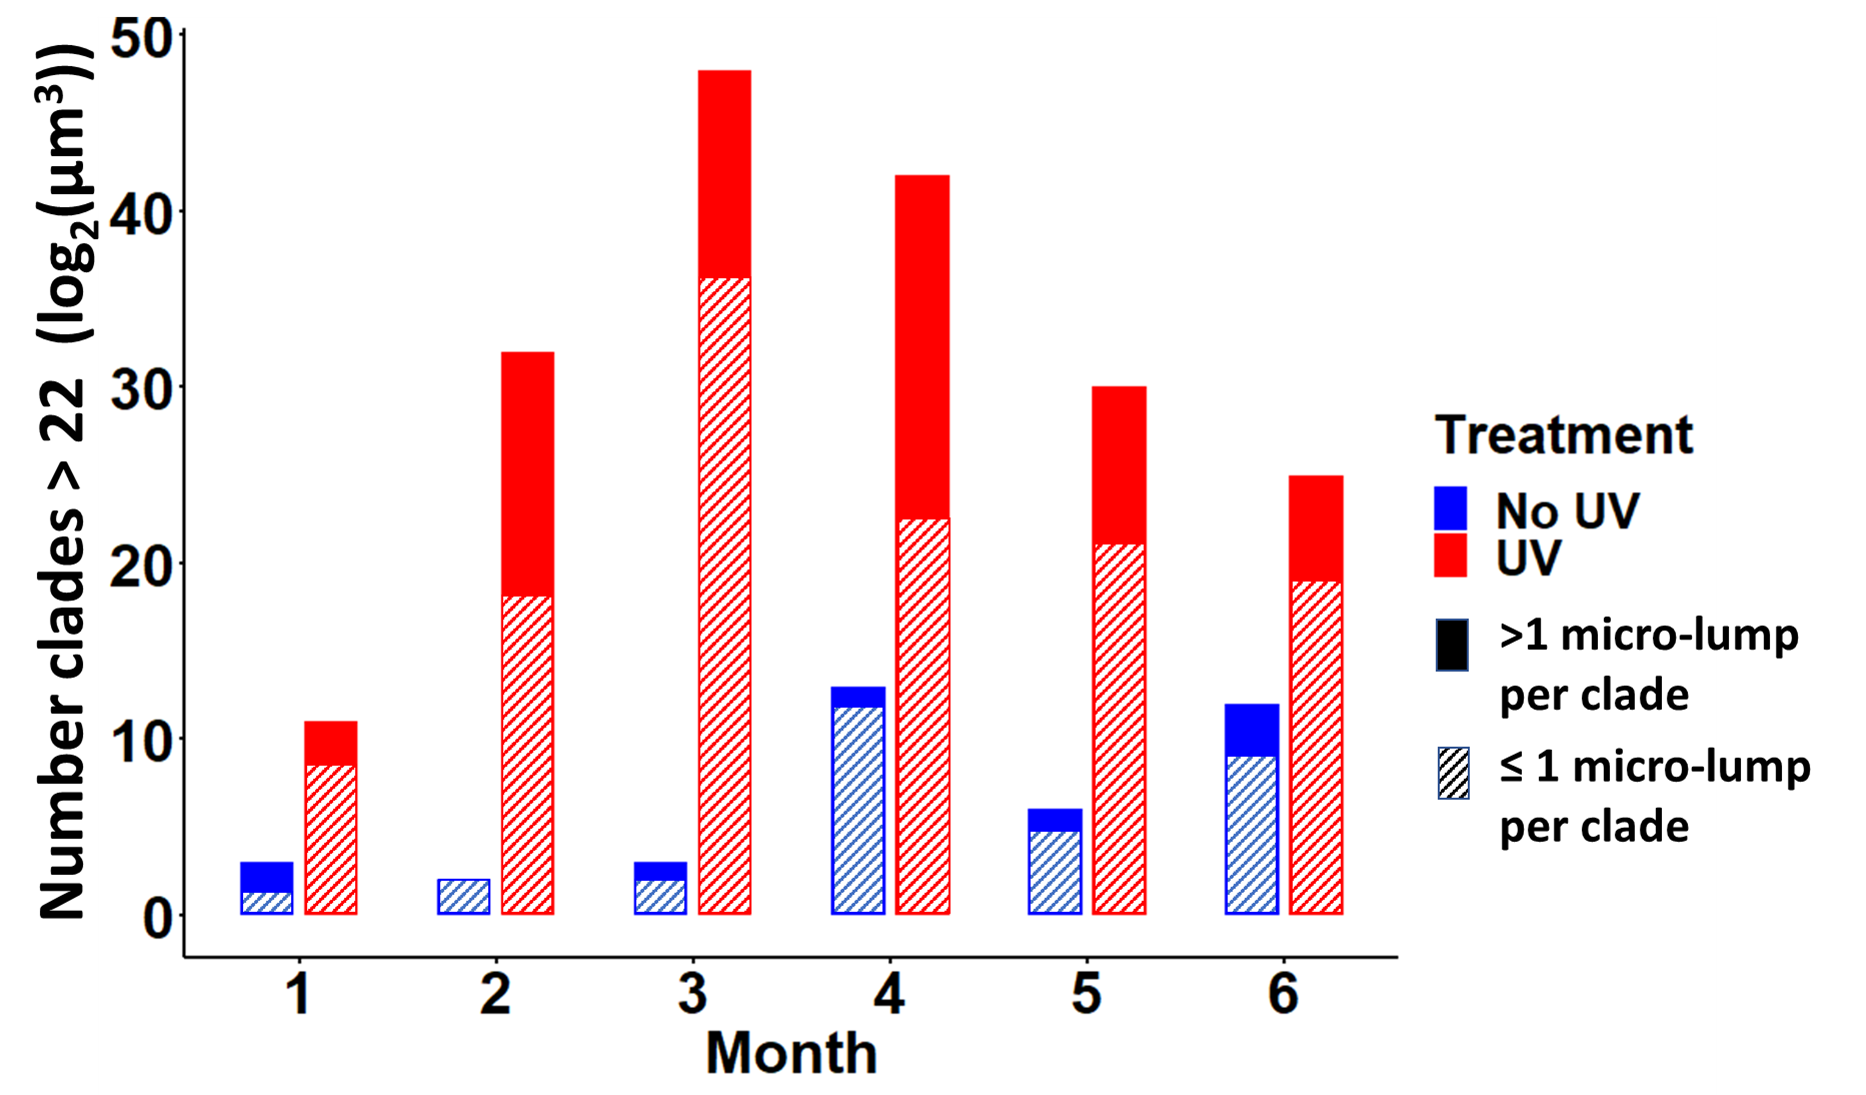 Number clades > 22 (log₂(µm³))
50
40
30
20
10
0
1 2 3 4 5 6
Month
Treatment
No UV
UV
>1 micro-lump
per clade
≤ 1 micro-lump
per clade